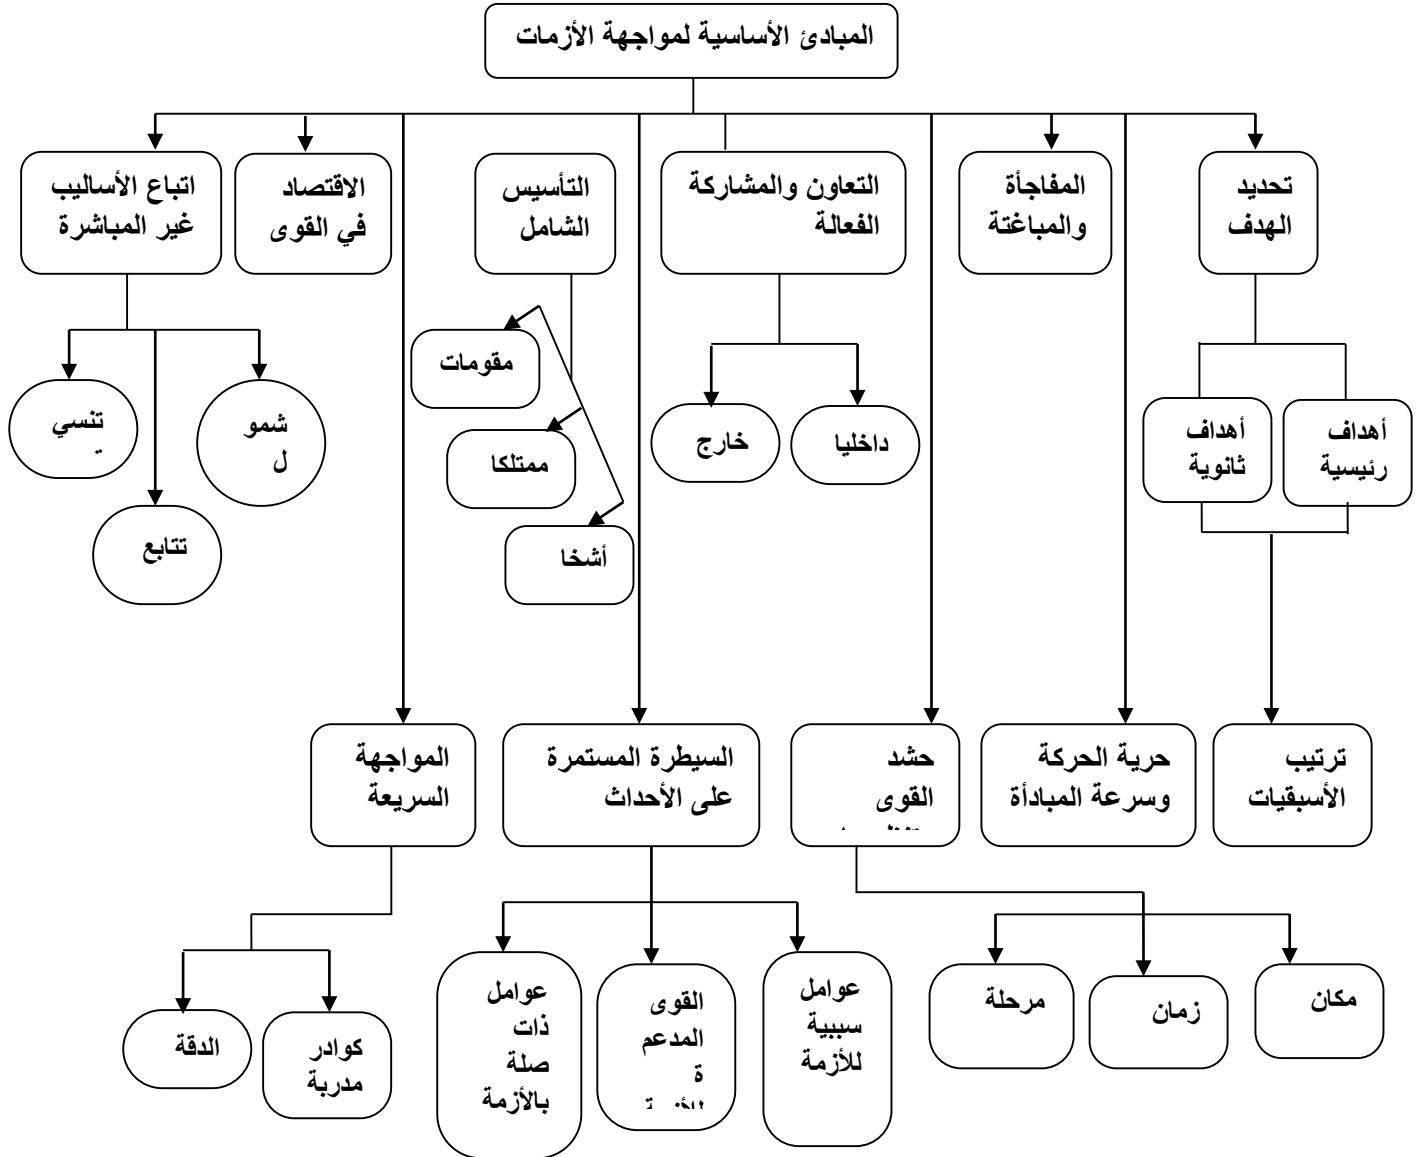 المبادئ الأساسية لمواجهة الأزمات
تحديد
الهدف
المفاجأة
والمباغتة
التعاون والمشاركة
الفعالة
التأسيس
الشامل
الاقتصاد
في القوى
اتباع الأساليب
غير المباشرة
أهداف
رئيسية
أهداف
ثانوية
داخليا
خارج
مقومات
ممتلكا
أشخا
شمو
ل
تتابع
تنسي
ترتيب
الأسبقيات
حرية الحركة
وسرعة المبادأة
حشد
القوى
السيطرة المستمرة
على الأحداث
المواجهة
السريعة
مكان
زمان
مرحلة
عوامل
سببية
للأزمة
القوى
المدعم
ة
عوامل
ذات
صلة
بالأزمة
كوادر
مدربة
الدقة